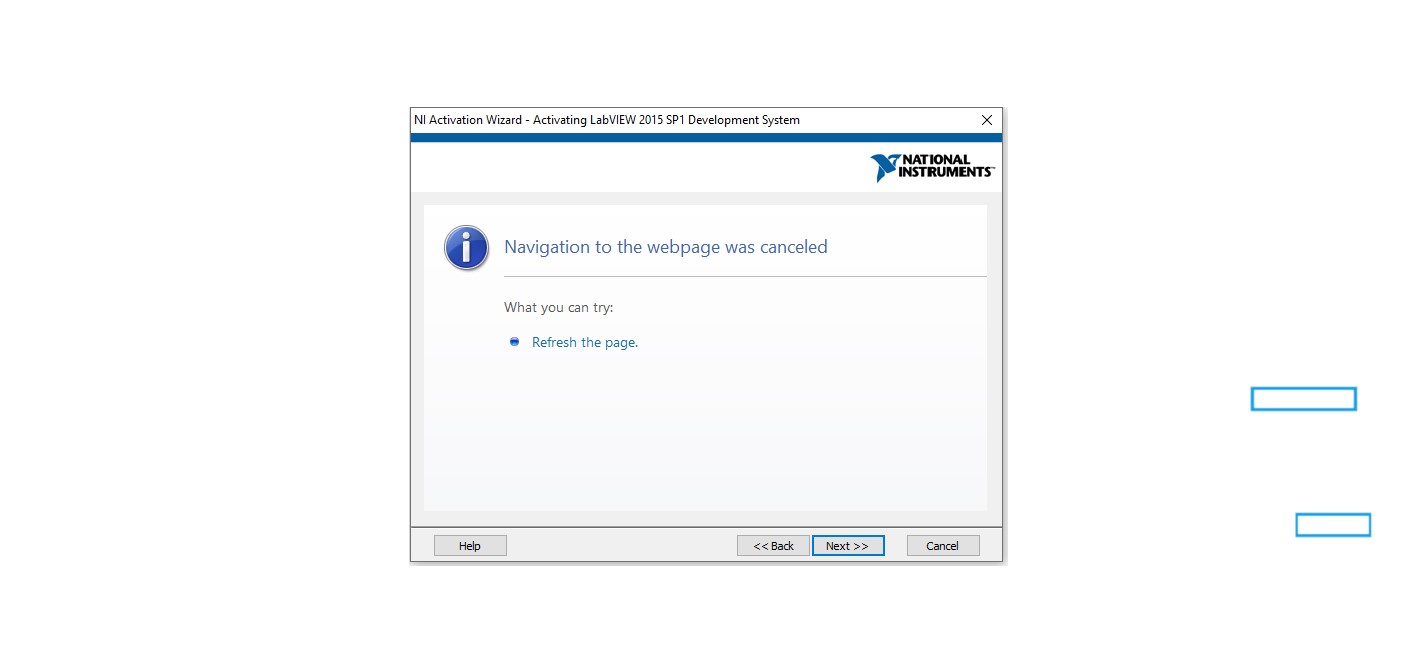 NI Activation Wizard - Activating LabVIEW 2015 SP1 Development System
NATIONAL
INSTRUMENTS™
Navigation to the webpage was canceled
What you can try:
Refresh the page.
Help << Back Next >> Cancel